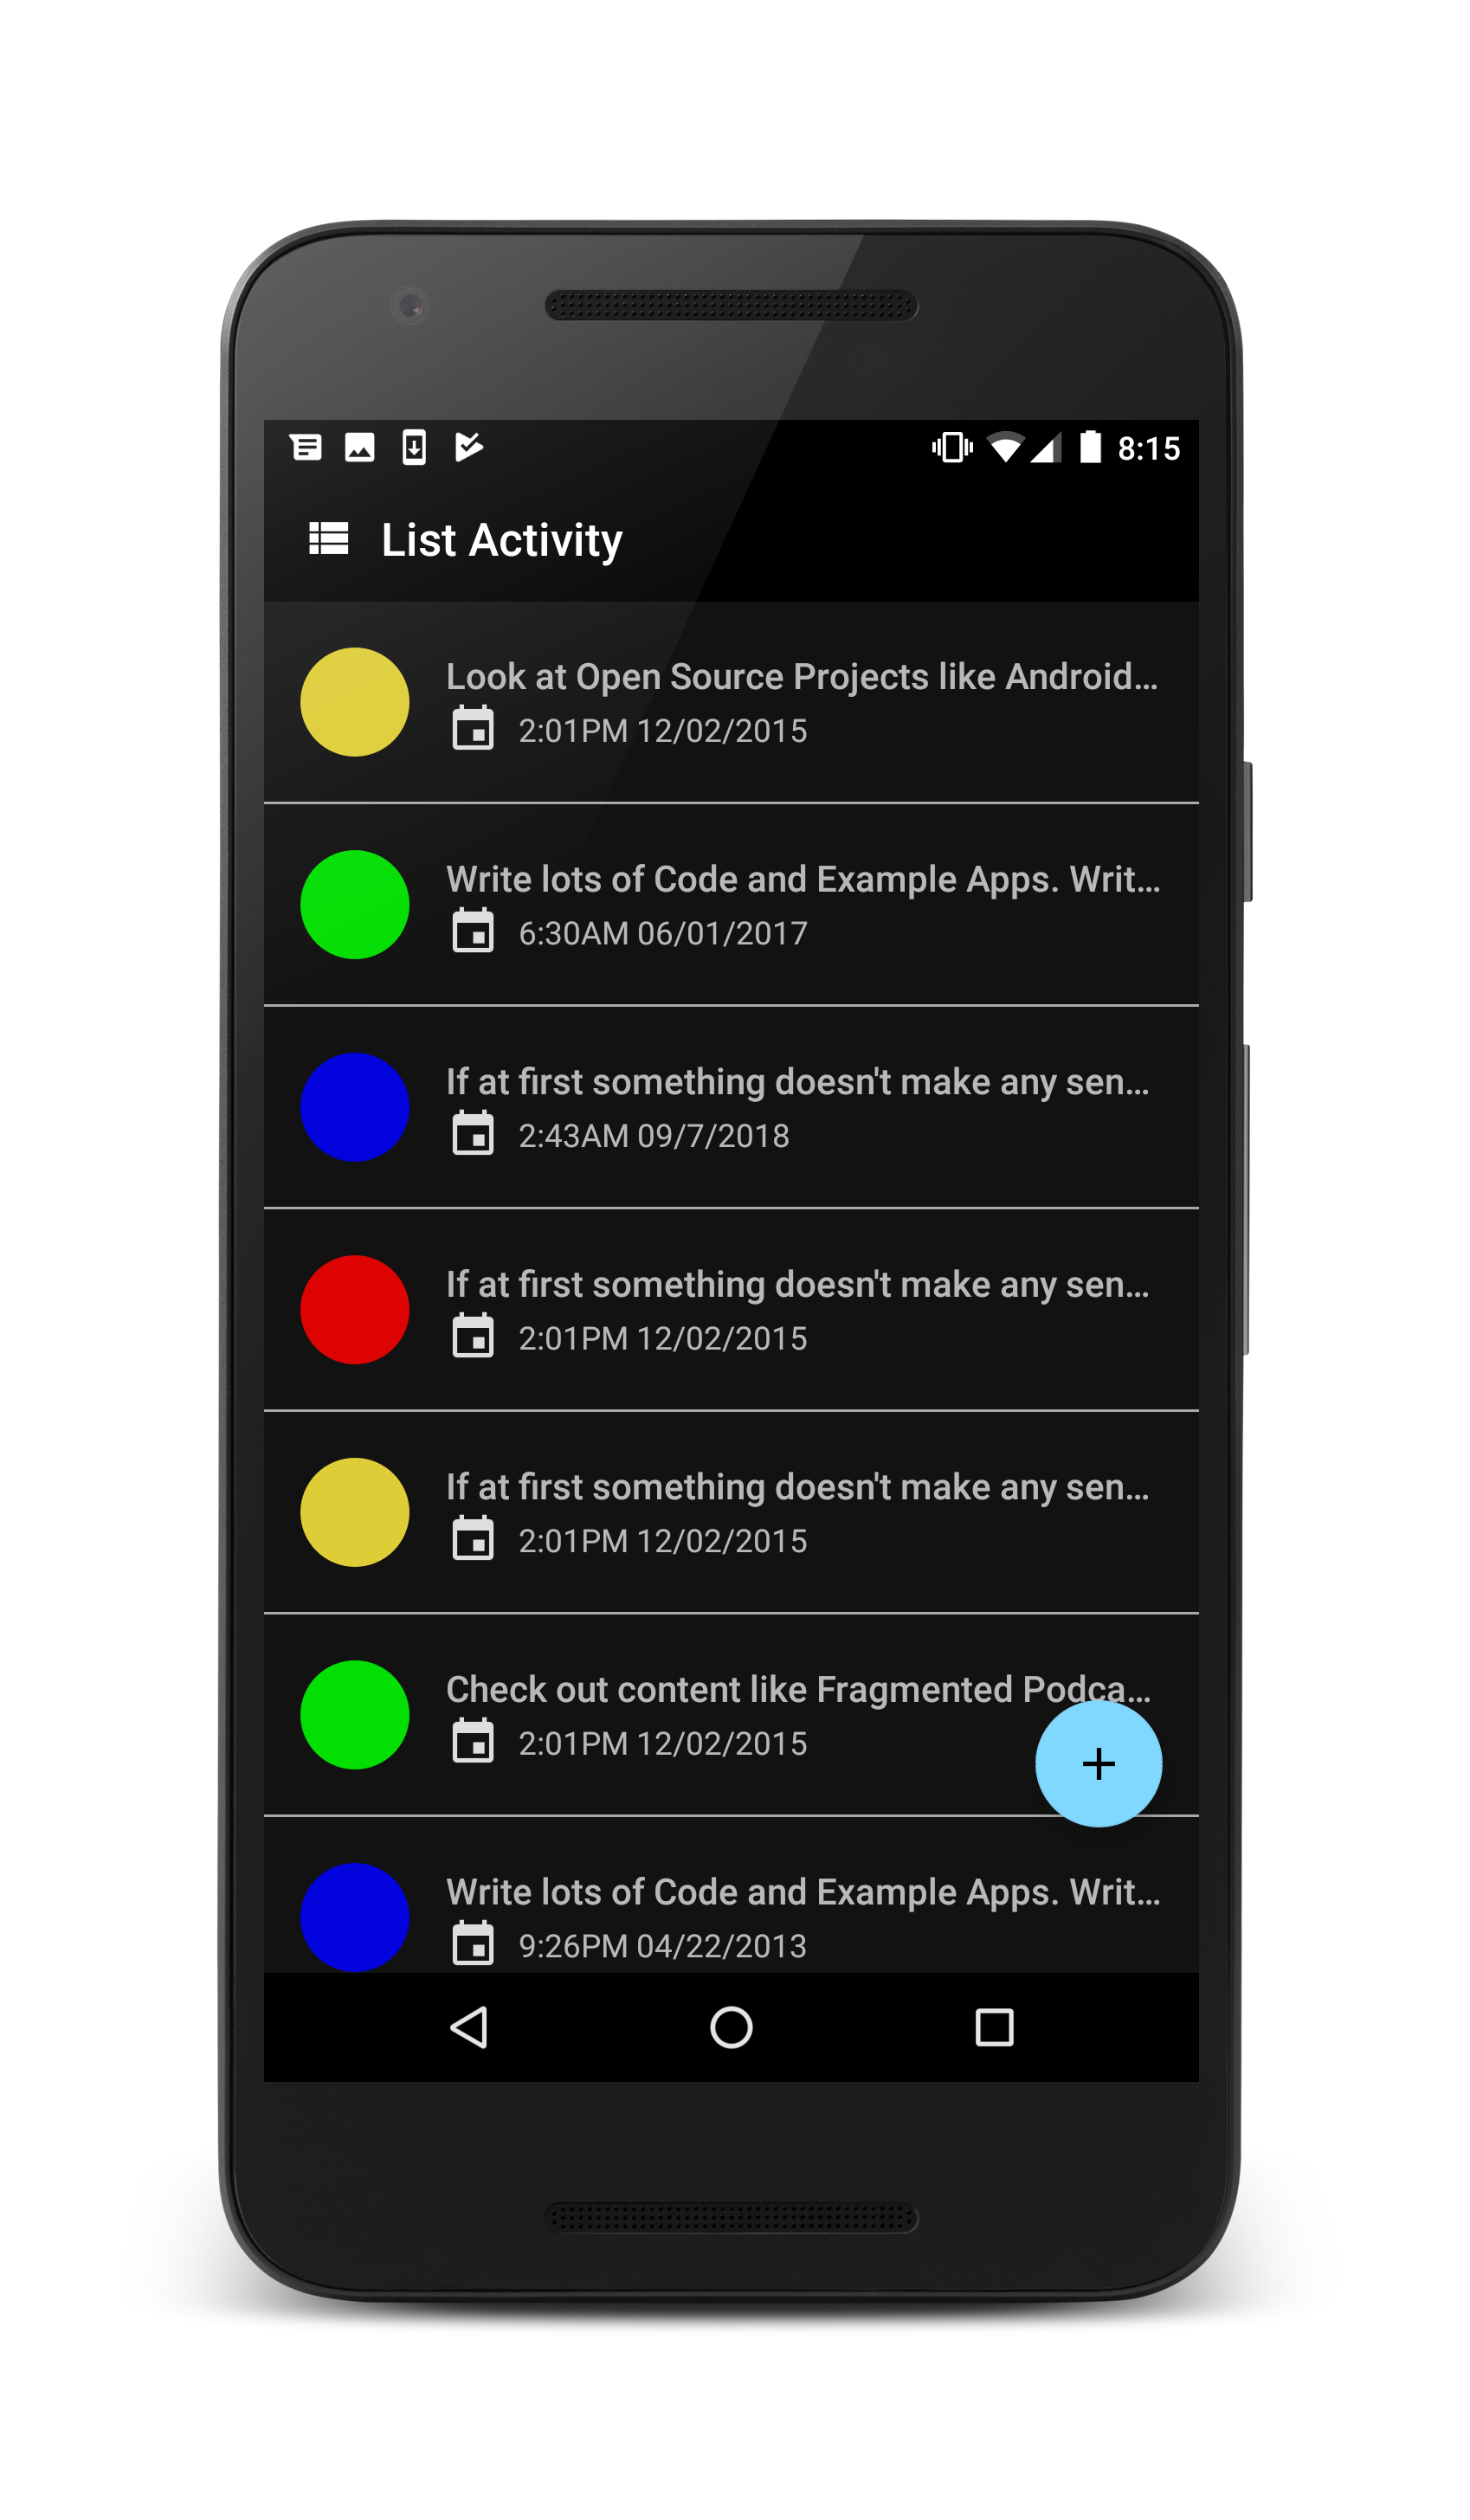 8:15
List Activity
Look at Open Source Projects like Android...
2:01PM 12/02/2015
Write lots of Code and Example Apps. Writ...
6:30AM 06/01/2017
If at first something doesn't make any sen...
2:43AM 09/7/2018
If at first something doesn't make any sen...
2:01PM 12/02/2015
If at first something doesn't make any sen...
2:01PM 12/02/2015
Check out content like Fragmented Podca...
2:01PM 12/02/2015
Write lots of Code and Example Apps. Writ...
9:26PM 04/22/2013